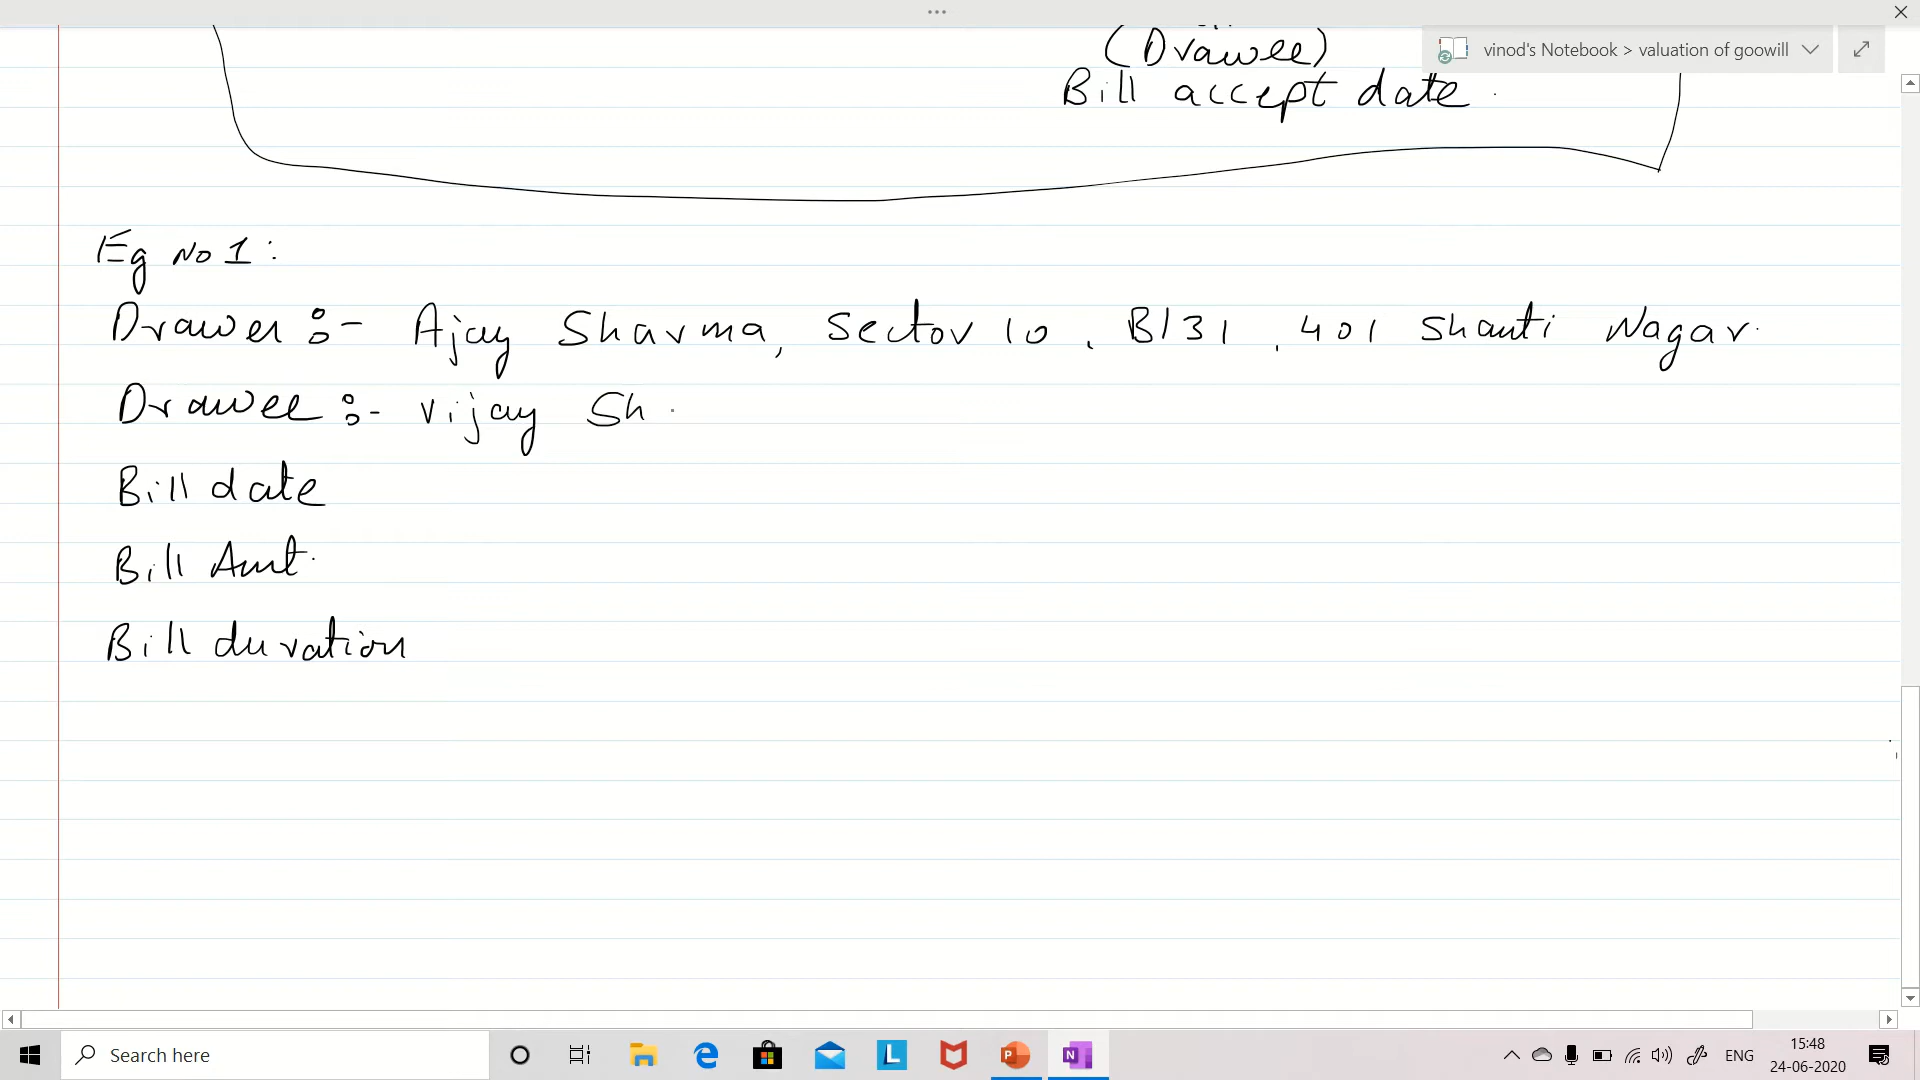 (Drawee)
vinod's Notebook > valuation of goowill
Bill accept date.
Eg No 1:
Drawer :- Ajay Sharma, Sector 10, B/31, 401 Shanti Nagar.
Drawee :- Vijay Sh
Bill date
Bill Amt.
Bill duration
Search here
ENG
15:48
24-06-2020